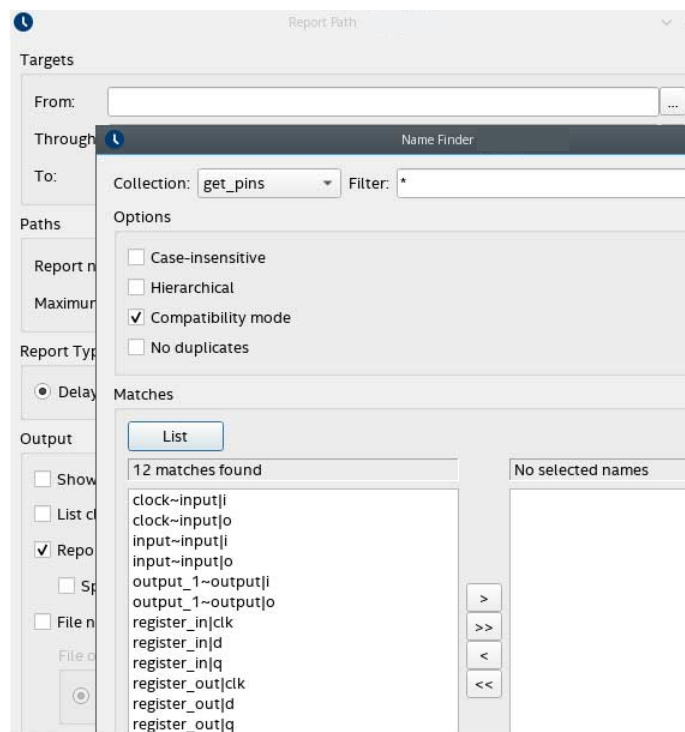 Report Path
Targets
From:
...
Through
Name Finder
To:
Collection: get_pins Filter: *
Options
Paths
Case-insensitive
Report n
Hierarchical
Maximur
Compatibility mode
No duplicates
Report Typ
Delay
Matches
List
Output
12 matches found
No selected names
Show
List cl
Repo
Sp
File n
File o
clock~input|i
clock~input|o
input~input|i
input~input|o
output_1~output|i
output_1~output|o
register_in|clk
register_in|d
register_in|q
register_out|clk
register_out|d
register_out|q
>
>>
<
<<